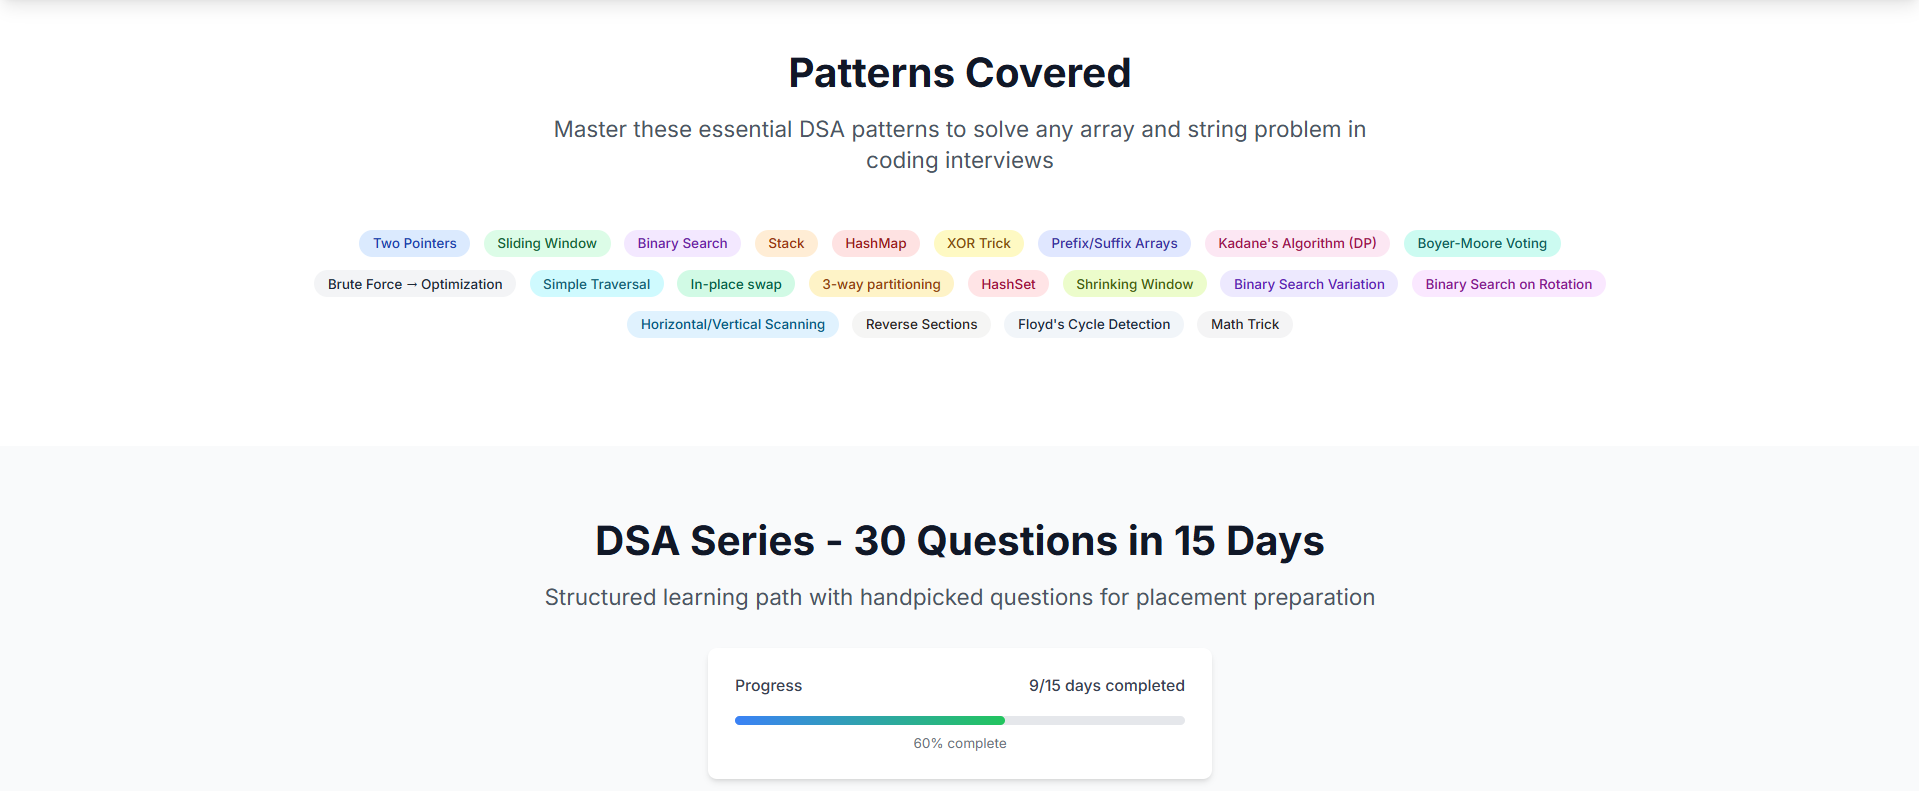 Patterns Covered
Master these essential DSA patterns to solve any array and string problem in
coding interviews
Two Pointers Sliding Window Binary Search Stack HashMap XOR Trick Prefix/Suffix Arrays Kadane's Algorithm (DP) Boyer-Moore Voting
Brute Force → Optimization Simple Traversal In-place swap 3-way partitioning HashSet Shrinking Window Binary Search Variation Binary Search on Rotation
Horizontal/Vertical Scanning Reverse Sections Floyd's Cycle Detection Math Trick
DSA Series - 30 Questions in 15 Days
Structured learning path with handpicked questions for placement preparation
Progress 9/15 days completed
60% complete